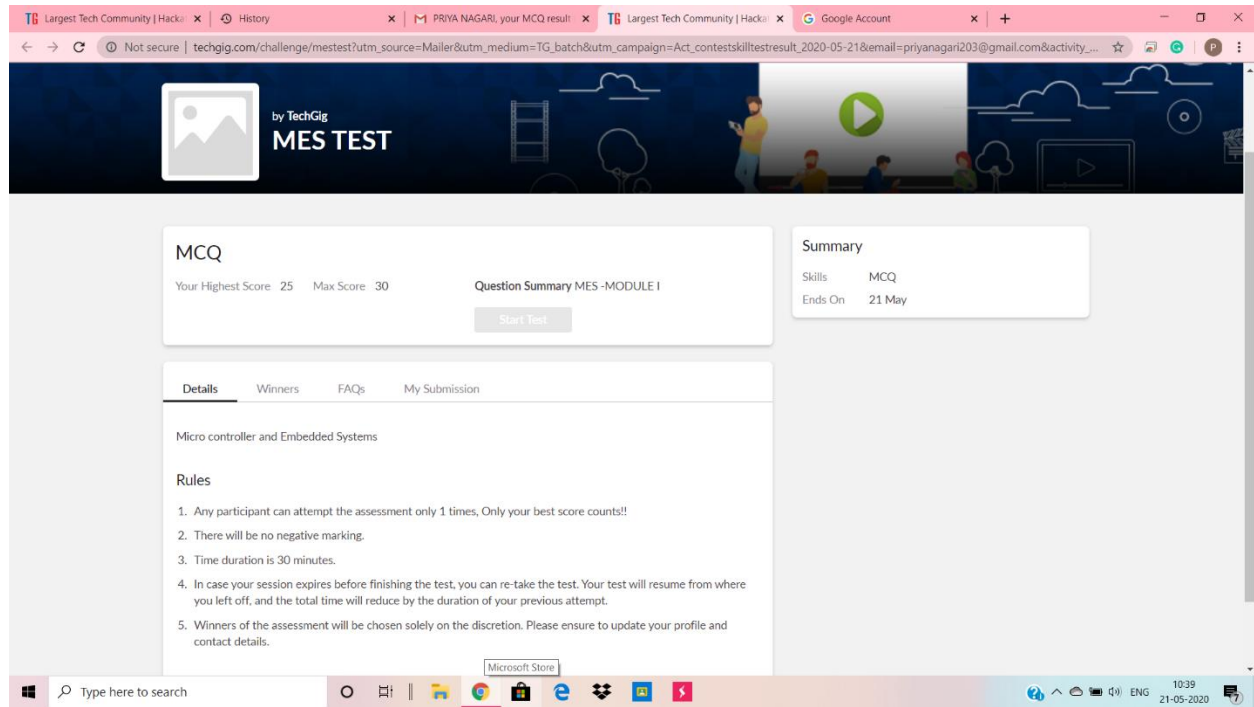 TG Largest Tech Community | Hacka
History
PRIYA NAGARI, your MCQ result
TG Largest Tech Community | Hacka
G Google Account
Not secure | techgig.com/challenge/mestest?utm_source=Mailer&utm_medium=TG_batch&utm_campaign=Act_contestskilltestresult_2020-05-21&email=priyanagari203@gmail.com&activity_...
P
by TechGig
MES TEST
MCQ
Your Highest Score 25 Max Score 30 Question Summary MES -MODULE I
Start Test
Summary
Skills MCQ
Ends On 21 May
Details Winners FAQs My Submission
Micro controller and Embedded Systems
Rules
1. Any participant can attempt the assessment only 1 times, Only your best score counts!!
2. There will be no negative marking.
3. Time duration is 30 minutes.
4. In case your session expires before finishing the test, you can re-take the test. Your test will resume from where
you left off, and the total time will reduce by the duration of your previous attempt.
5. Winners of the assessment will be chosen solely on the discretion. Please ensure to update your profile and
contact details.
Microsoft Store
Type here to search
ENG
10:39
21-05-2020
7